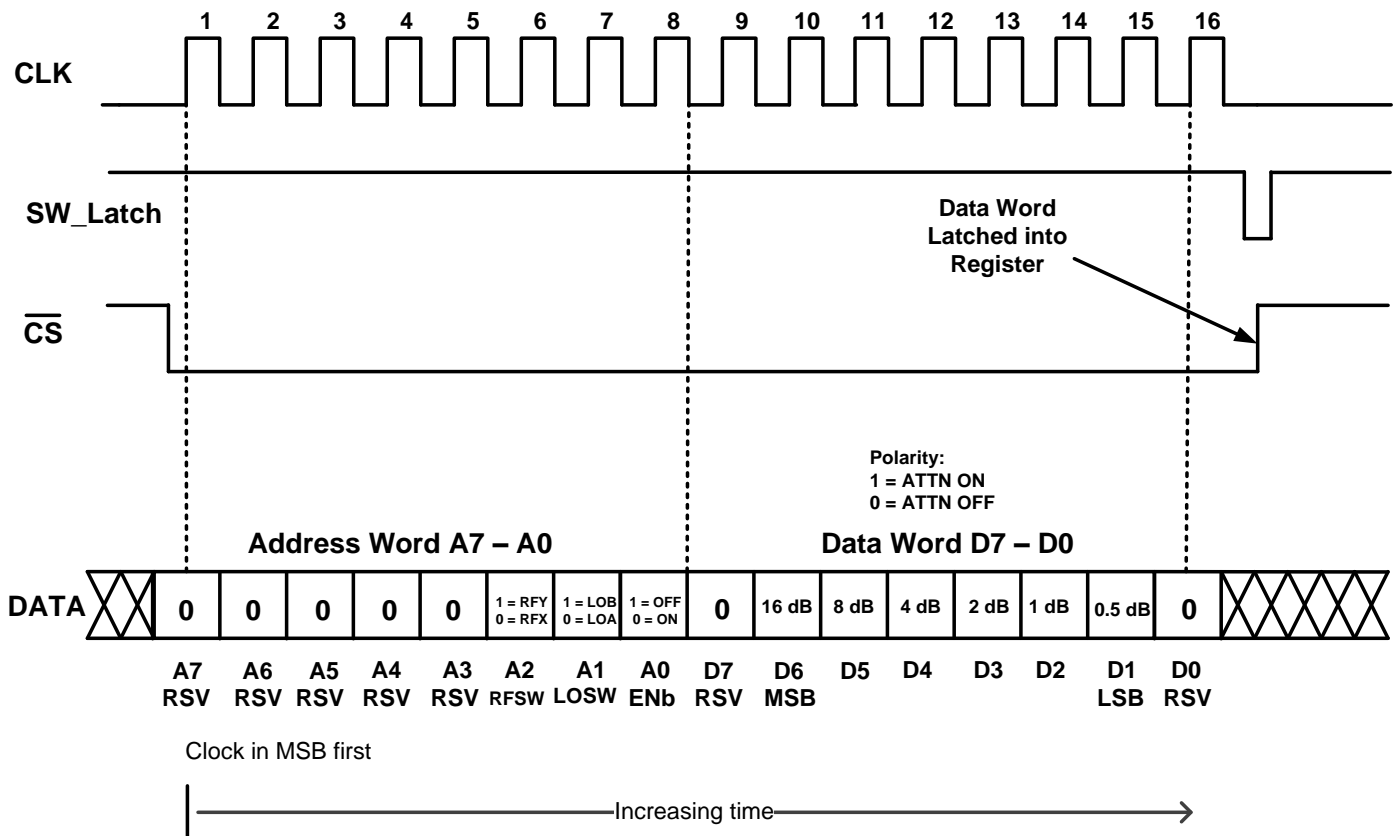 1 2 3 4 5 6 7 8 9 10 11 12 13 14 15 16
CLK
SW_Latch
Data Word
Latched into
Register
CS
Polarity:
1 = ATTN ON
0 = ATTN OFF
Address Word A7 – A0
Data Word D7 – D0
DATA
0 0 0 0 0 1 = RFY 1 = LOB 1 = OFF 0 16 dB 8 dB 4 dB 2 dB 1 dB 0.5 dB 0
0 = RFX 0 = LOA 0 = ON
A7 A6 A5 A4 A3 A2 A1 A0 D7 D6 D5 D4 D3 D2 D1 D0
RSV RSV RSV RSV RSV RFSW LOSW ENb RSV MSB LSB RSV
Clock in MSB first
Increasing time